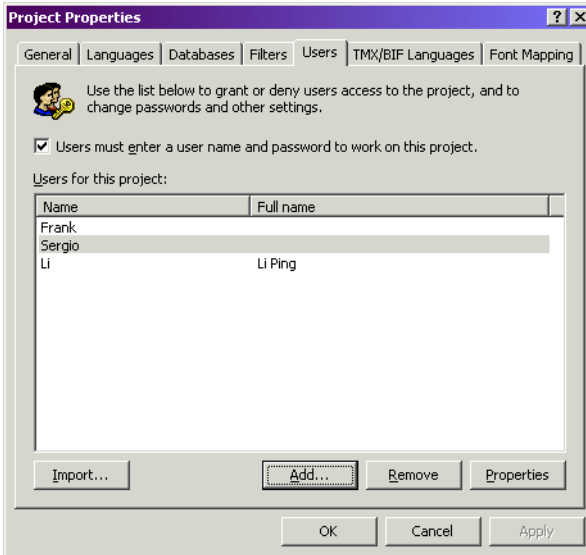 Project Properties
General Languages Databases Filters Users TMX/BIF Languages Font Mapping
Use the list below to grant or deny users access to the project, and to
change passwords and other settings.
Users must enter a user name and password to work on this project.
Users for this project:
Name Full name
Frank
Sergio
Li Li Ping
Import... Add... Remove Properties
OK Cancel Apply